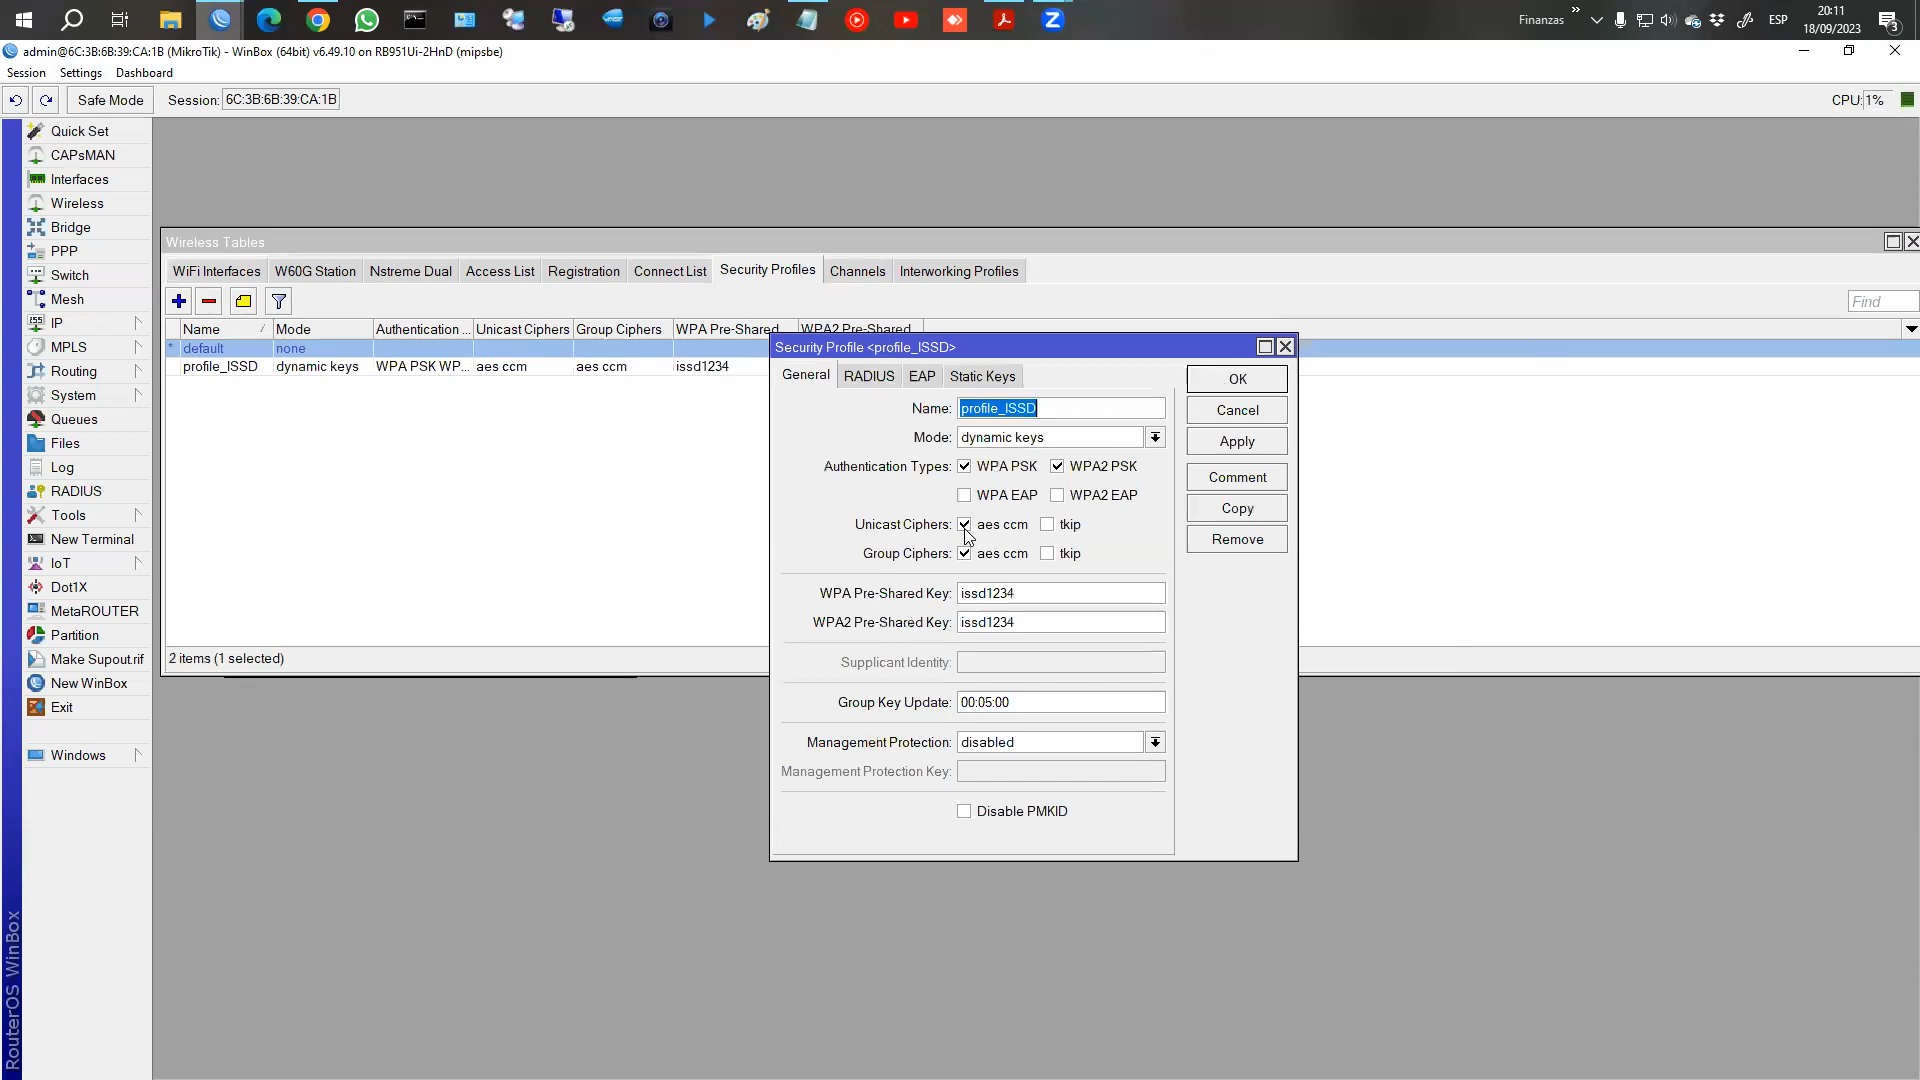 Finanzas » ESP 20:11
18/09/2023 3
admin@6C:3B:6B:39:CA:1B (MikroTik) - WinBox (64bit) v6.49.10 on RB951Ui-2HnD (mipsbe)
Session Settings Dashboard
Safe Mode Session: 6C:3B:6B:39:CA:1B CPU: 1%
Quick Set
CAPsMAN
Interfaces
Wireless
Bridge
PPP
Switch
Mesh
IP
MPLS
Routing
System
Queues
Files
Log
RADIUS
Tools
New Terminal
IoT
Dot1X
MetaROUTER
Partition
Make Supout.rif
New WinBox
Exit
Windows
RouterOS WinBox
Wireless Tables
WiFi Interfaces W60G Station Nstreme Dual Access List Registration Connect List Security Profiles Channels Interworking Profiles
Find
Name Mode Authentication ... Unicast Ciphers Group Ciphers WPA Pre-Shared WPA2 Pre-Shared
* default none
profile_ISSD dynamic keys WPA PSK WP... aes ccm aes ccm issd1234
2 items (1 selected)
Security Profile <profile_ISSD>
General RADIUS EAP Static Keys
Name: profile_ISSD
Mode: dynamic keys
Authentication Types: WPA PSK WPA2 PSK
WPA EAP WPA2 EAP
Unicast Ciphers: aes ccm tkip
Group Ciphers: aes ccm tkip
WPA Pre-Shared Key: issd1234
WPA2 Pre-Shared Key: issd1234
Supplicant Identity:
Group Key Update: 00:05:00
Management Protection: disabled
Management Protection Key:
Disable PMKID
OK
Cancel
Apply
Comment
Copy
Remove